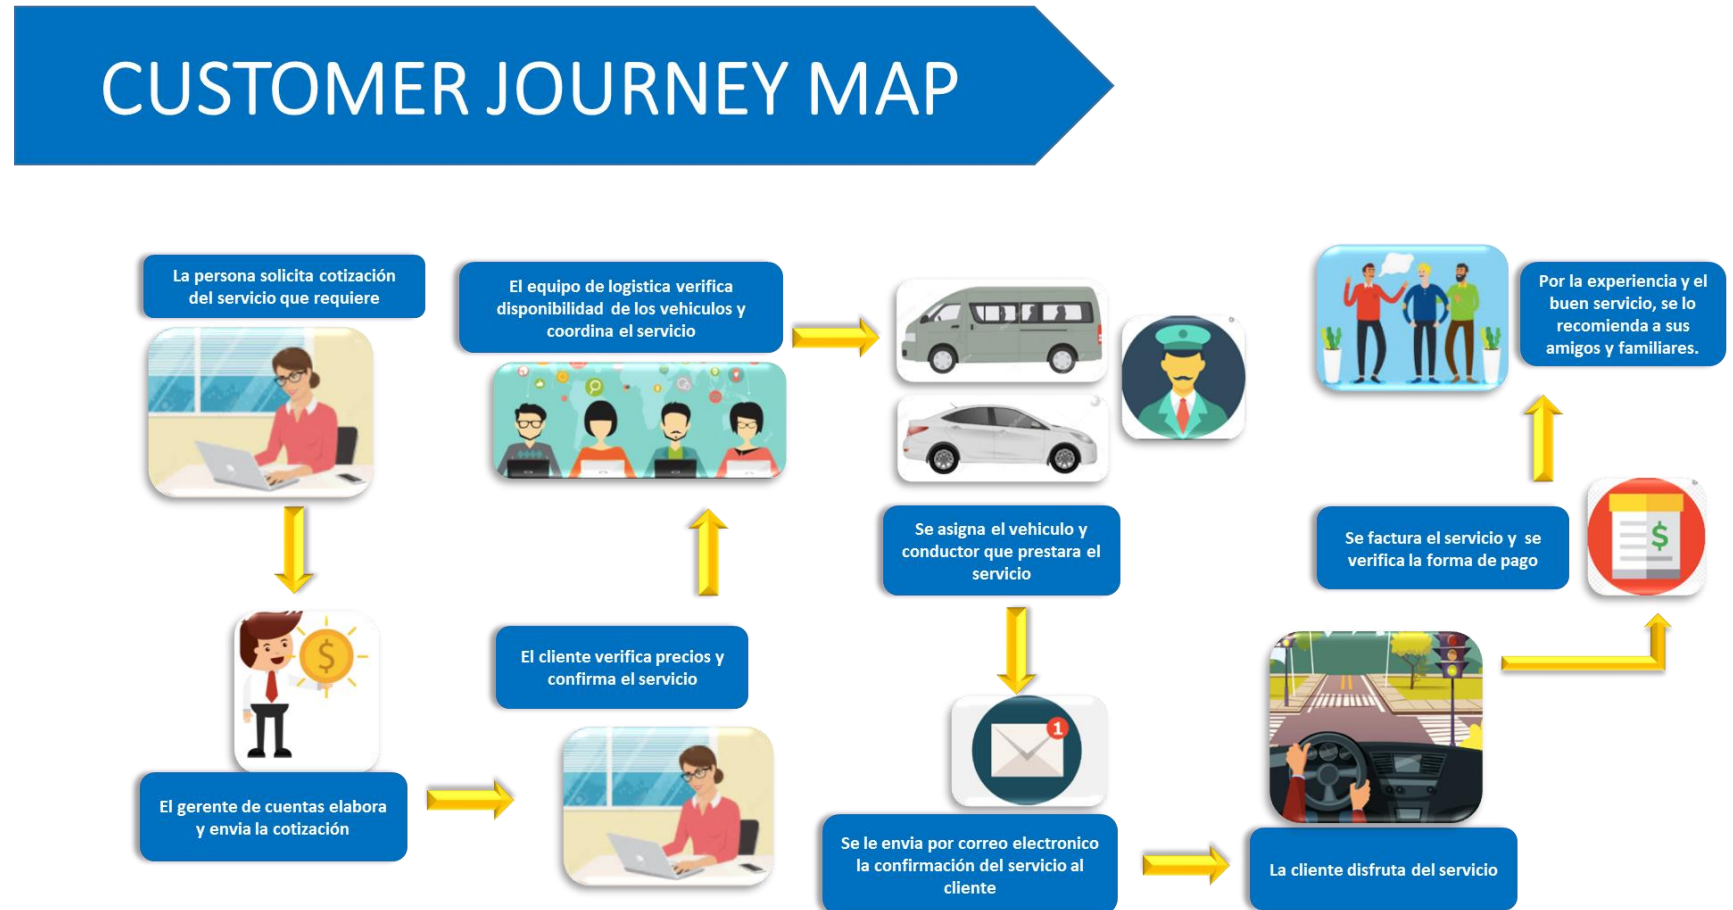 CUSTOMER JOURNEY MAP
La persona solicita cotización
del servicio que requiere
El gerente de cuentas elabora
y envia la cotización
El cliente verifica precios y
confirma el servicio
El equipo de logistica verifica
disponibilidad de los vehiculos y
coordina el servicio
Se asigna el vehiculo y
conductor que prestara el
servicio
1
Se le envia por correo electronico
la confirmación del servicio al
cliente
La cliente disfruta del servicio
Se factura el servicio y se
verifica la forma de pago
$
Por la experiencia y el
buen servicio, se lo
recomienda a sus
amigos y familiares.
$